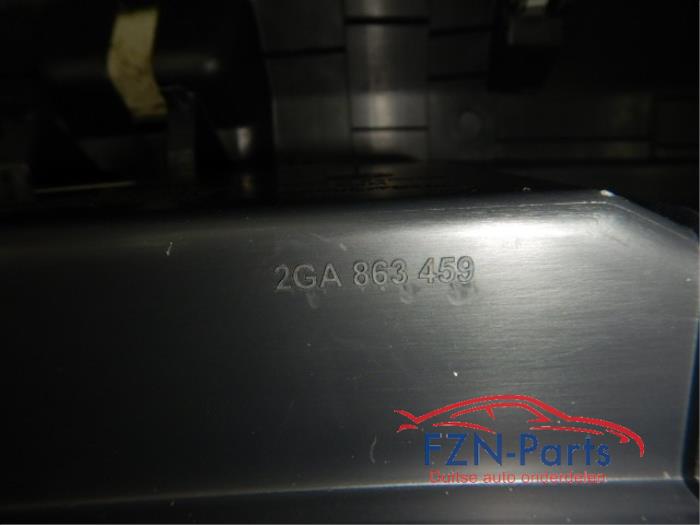 2GA 863 459
FZN-Parts
Duitse auto onderdelen